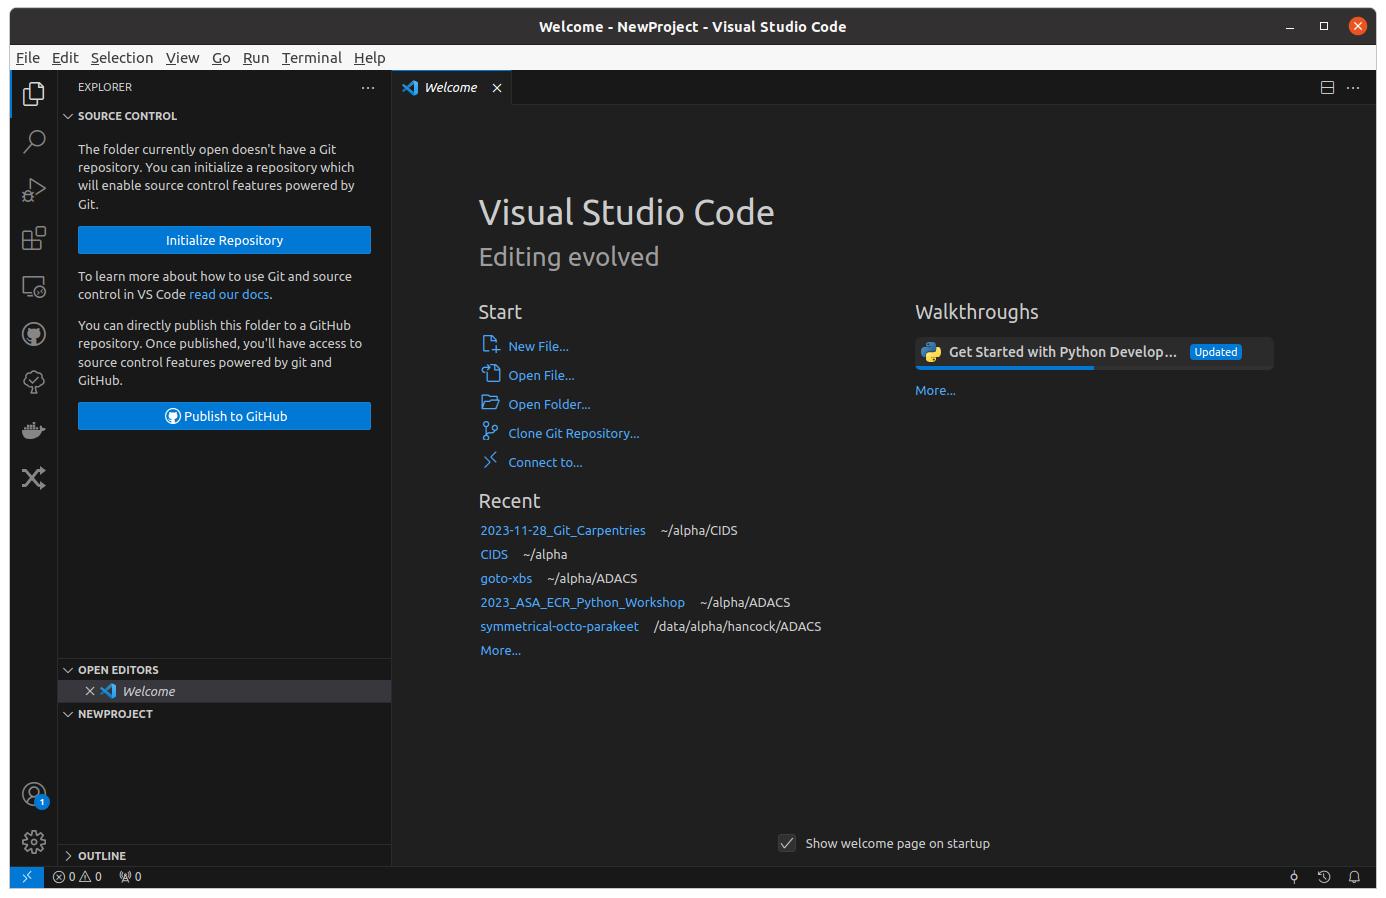 Welcome - NewProject - Visual Studio Code
File Edit Selection View Go Run Terminal Help
EXPLORER
SOURCE CONTROL
The folder currently open doesn't have a Git
repository. You can initialize a repository which
will enable source control features powered by
Git.
Initialize Repository
To learn more about how to use Git and source
control in VS Code read our docs.
You can directly publish this folder to a GitHub
repository. Once published, you'll have access to
source control features powered by git and
GitHub.
Publish to GitHub
OPEN EDITORS
Welcome
NEWPROJECT
OUTLINE
1
Welcome
Visual Studio Code
Editing evolved
Start
New File...
Open File...
Open Folder...
Clone Git Repository...
Connect to...
Recent
2023-11-28_Git_Carpentries ~/alpha/CIDS
CIDS ~/alpha
goto-xbs ~/alpha/ADACS
2023_ASA_ECR_Python_Workshop ~/alpha/ADACS
symmetrical-octo-parakeet /data/alpha/hancock/ADACS
More...
Walkthroughs
Get Started with Python Develop... Updated
More...
Show welcome page on startup
0 0 0